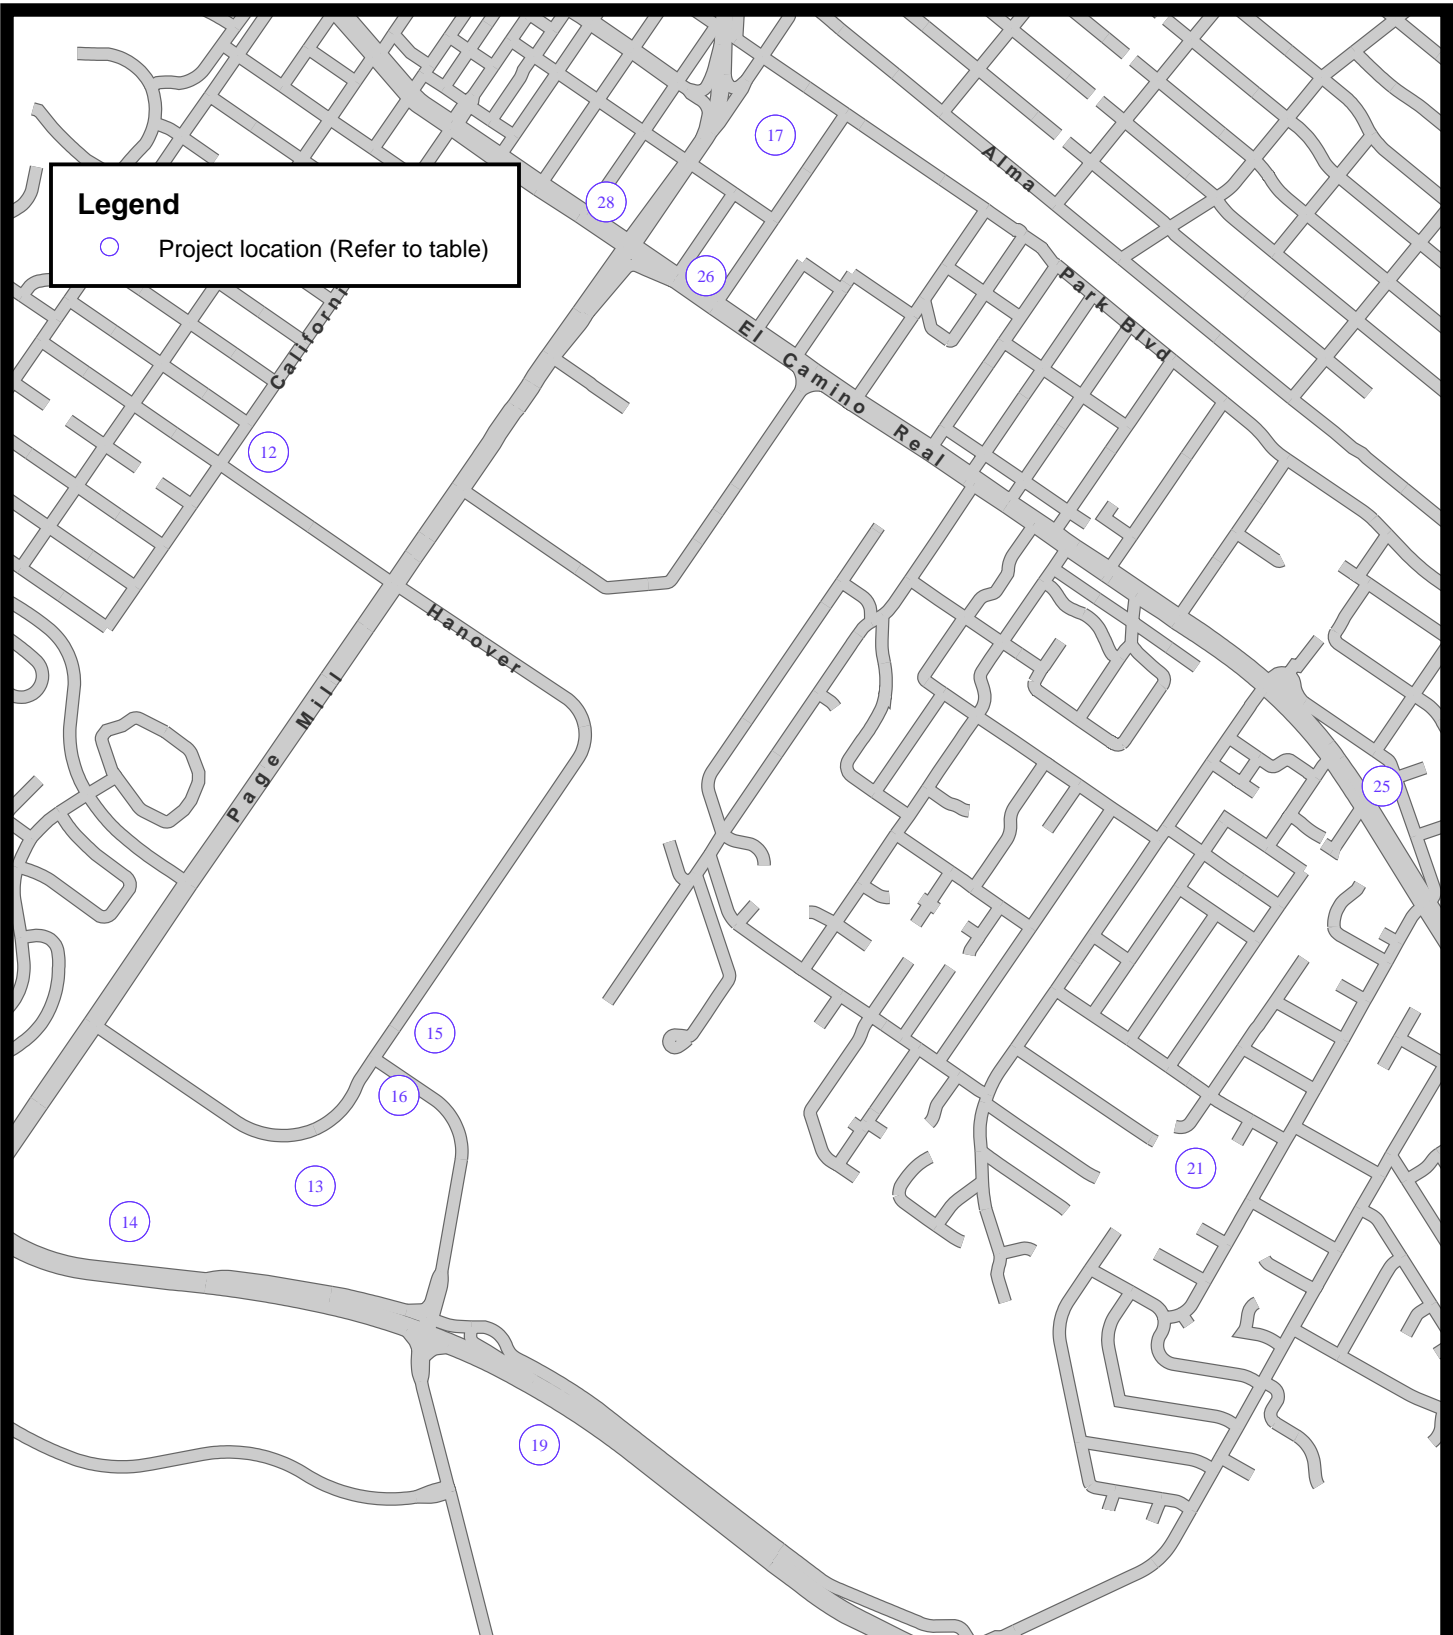 17
Alma
Legend
28
Project location (Refer to table)
26
Park Blvd
El Camino Real
Californi
12
Hanover
Page Mill
25
15
16
21
13
14
19